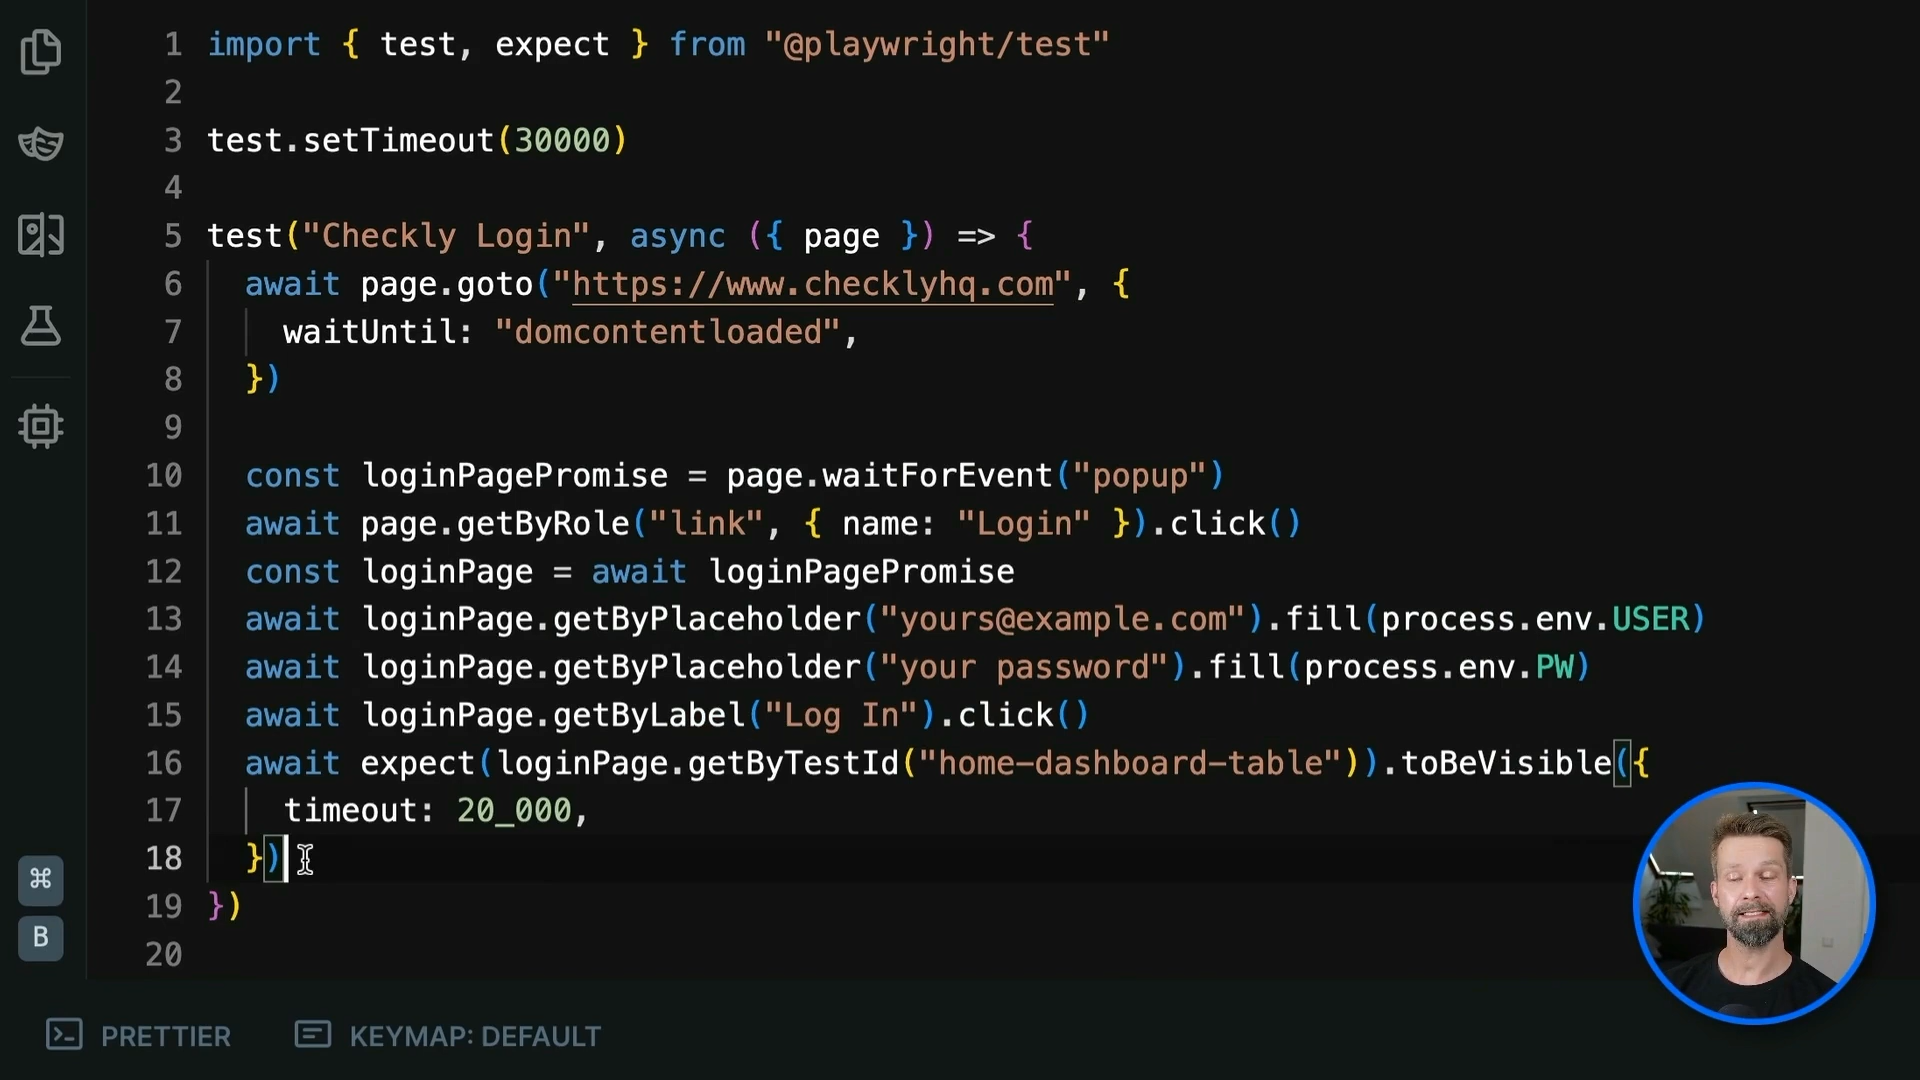 1 import { test, expect } from "@playwright/test"
2
3 test.setTimeout(30000)
4
5 test("Checkly Login", async ({ page }) => {
6 await page.goto("https://www.checklyhq.com", {
7 waitUntil: "domcontentloaded",
8 })
9
10 const loginPagePromise = page.waitForEvent("popup")
11 await page.getByRole("link", { name: "Login" }).click()
12 const loginPage = await loginPagePromise
13 await loginPage.getByPlaceholder("yours@example.com").fill(process.env.USER)
14 await loginPage.getByPlaceholder("your password").fill(process.env.PW)
15 await loginPage.getByLabel("Log In").click()
16 await expect(loginPage.getByTestId("home-dashboard-table")).toBeVisible({
17 timeout: 20_000,
18 })
19 })
20
⌘
B
PRETTIER KEYMAP: DEFAULT